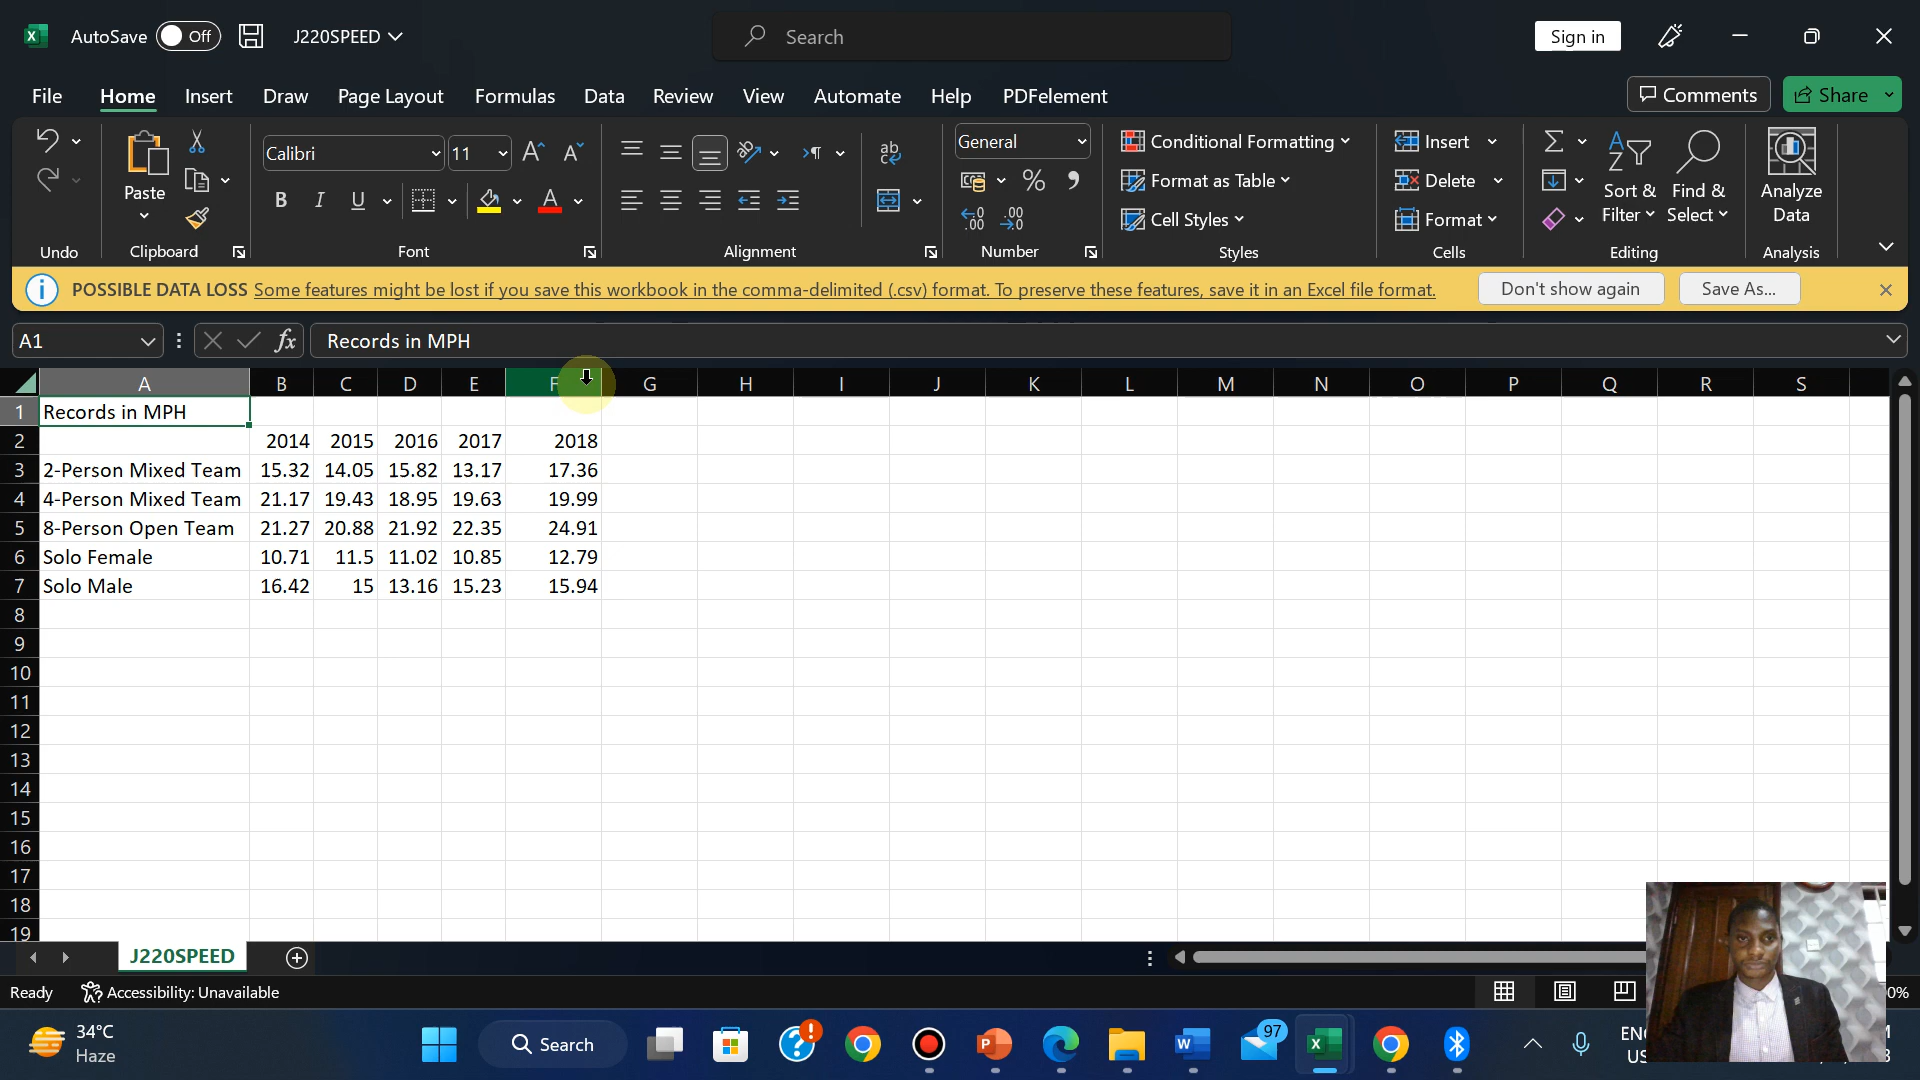 AutoSave Off J220SPEED Search Sign in
File Home Insert Draw Page Layout Formulas Data Review View Automate Help PDFelement Comments Share
Calibri 11 General Conditional Formatting Insert
Paste Format as Table Delete Sort & Filter Find & Select Analyze Data
B I U Cell Styles Format
Undo Clipboard Font Alignment Number Styles Cells Editing Analysis
POSSIBLE DATA LOSS Some features might be lost if you save this workbook in the comma-delimited (.csv) format. To preserve these features, save it in an Excel file format. Don't show again Save As...
A1 fx Records in MPH
A B C D E F G H I J K L M N O P Q R S
1 Records in MPH
2 2014 2015 2016 2017 2018
3 2-Person Mixed Team 15.32 14.05 15.82 13.17 17.36
4 4-Person Mixed Team 21.17 19.43 18.95 19.63 19.99
5 8-Person Open Team 21.27 20.88 21.92 22.35 24.91
6 Solo Female 10.71 11.5 11.02 10.85 12.79
7 Solo Male 16.42 15 13.16 15.23 15.94
8
9
10
11
12
13
14
15
16
17
18
19
J220SPEED
Ready Accessibility: Unavailable
34°C
Haze
Search
97